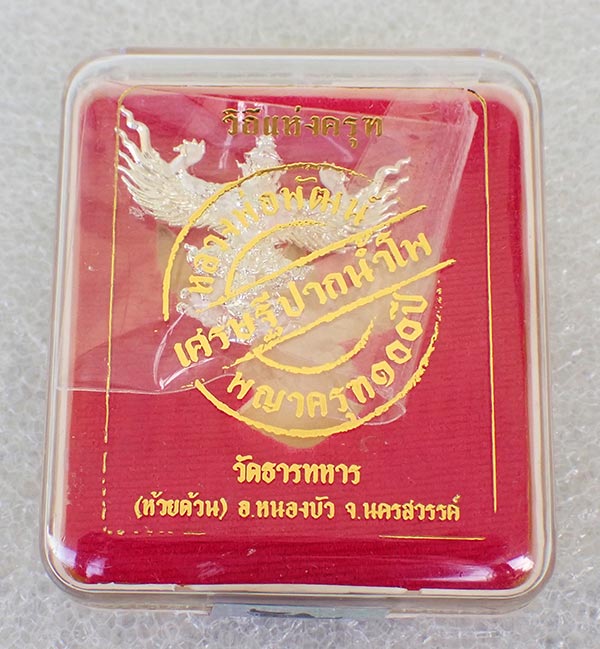 วิถีแห่งครุฑ
หลวงพ่อพัฒน์
เศรษฐีปากน้ำโพ
พญาครุฑ๑๐๐ปี
วัดธารทหาร
(ห้วยด้วน) อ.หนองบัว จ.นครสวรรค์